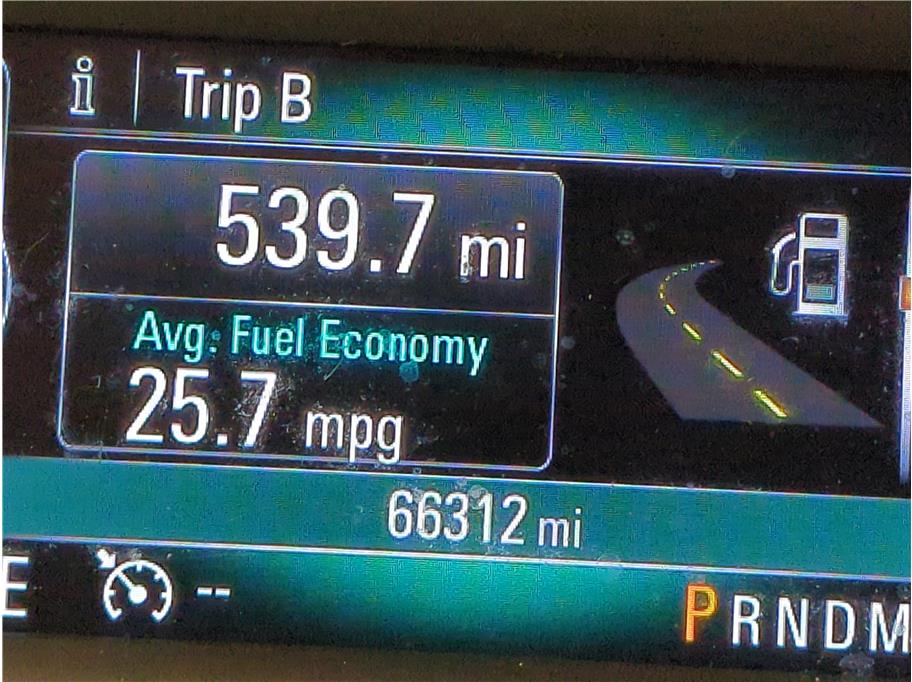 i Trip B
539.7 mi
Avg. Fuel Economy
25.7 mpg
66312 mi
E -- PRNDM